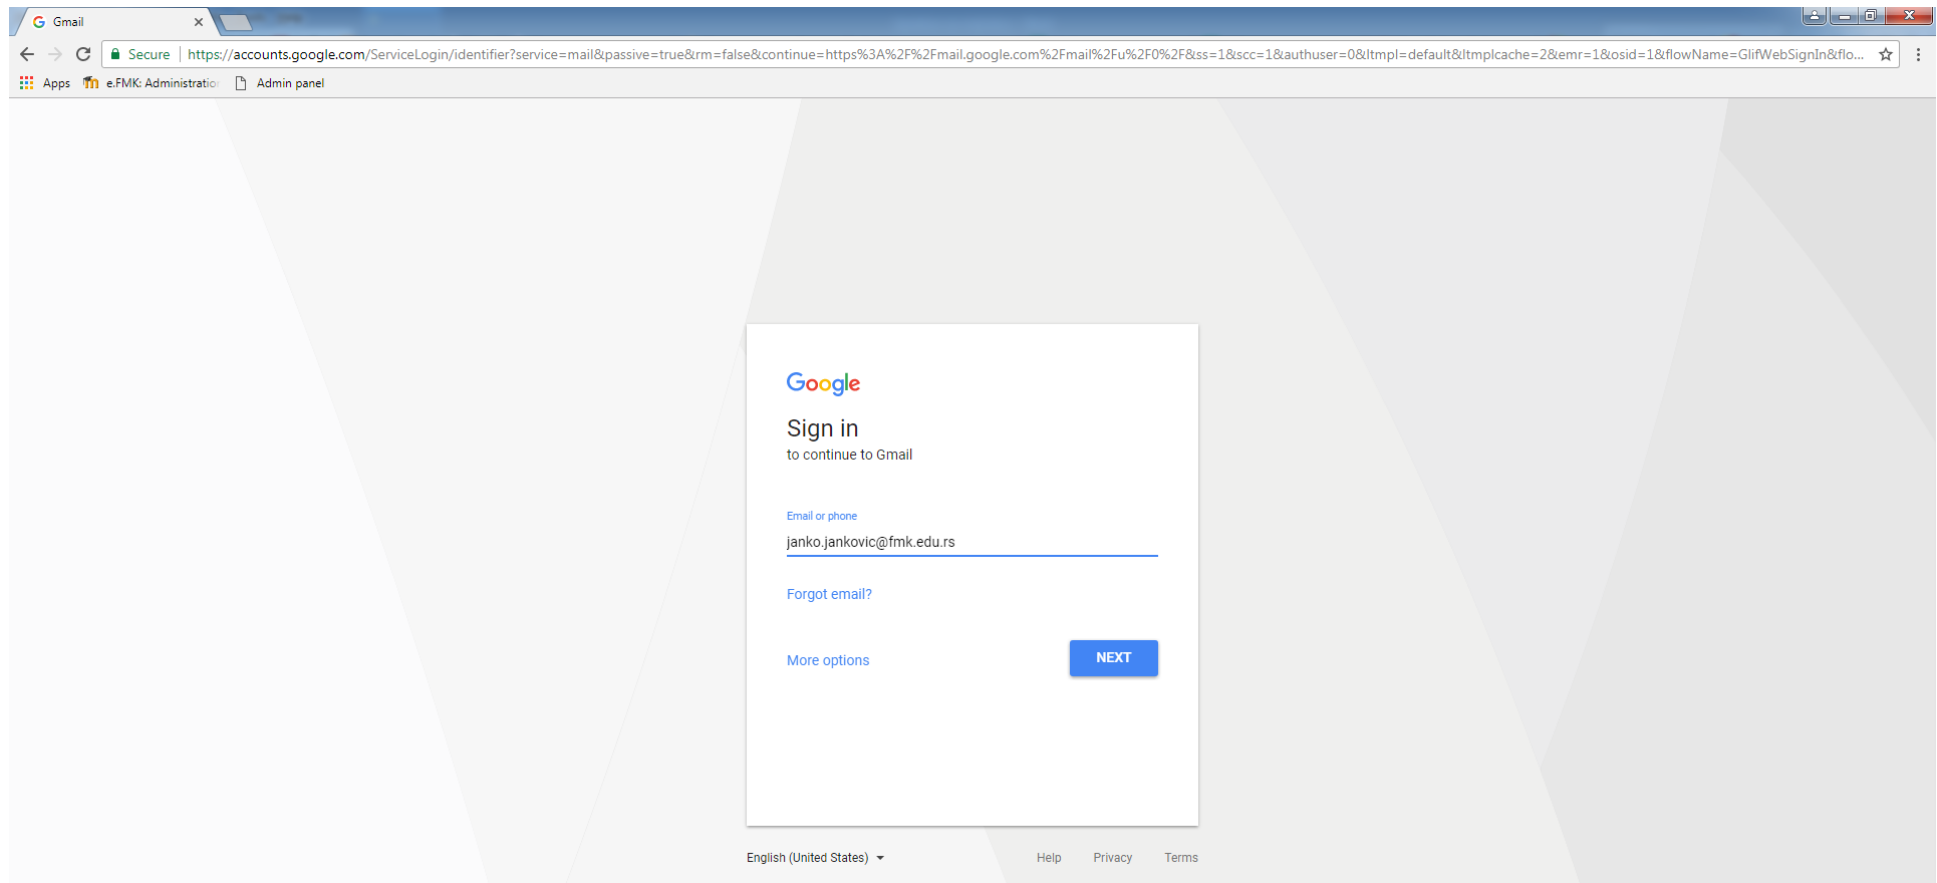 Gmail
Secure | https://accounts.google.com/ServiceLogin/identifier?service=mail&passive=true&rm=false&continue=https%3A%2F%2Fmail.google.com%2Fmail%2Fu%2F0%2F&ss=1&scc=1&authuser=0&ltmpl=default&ltmplcache=2&emr=1&osid=1&flowName=GlifWebSignIn&flo...
Apps e.FMK: Administratio Admin panel
Google
Sign in
to continue to Gmail
Email or phone
janko.jankovic@fmk.edu.rs
Forgot email?
More options NEXT
English (United States) Help Privacy Terms